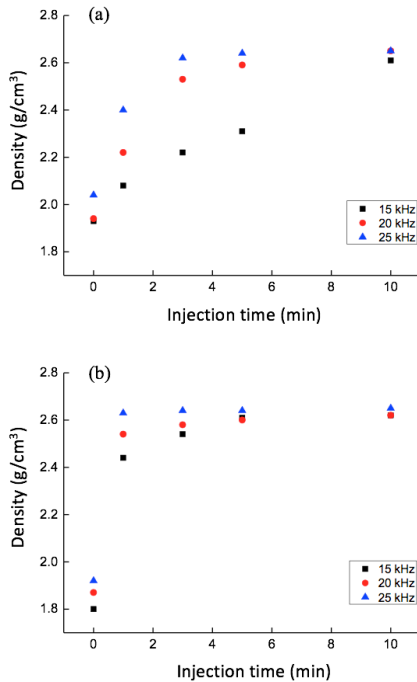 (a)
2.8
2.6
2.4
2.2
2.0
1.8
Density (g/cm³)
15 kHz
20 kHz
25 kHz
0 2 4 6 8 10
Injection time (min)
(b)
2.8
2.6
2.4
2.2
2.0
1.8
Density (g/cm³)
15 kHz
20 kHz
25 kHz
0 2 4 6 8 10
Injection time (min)